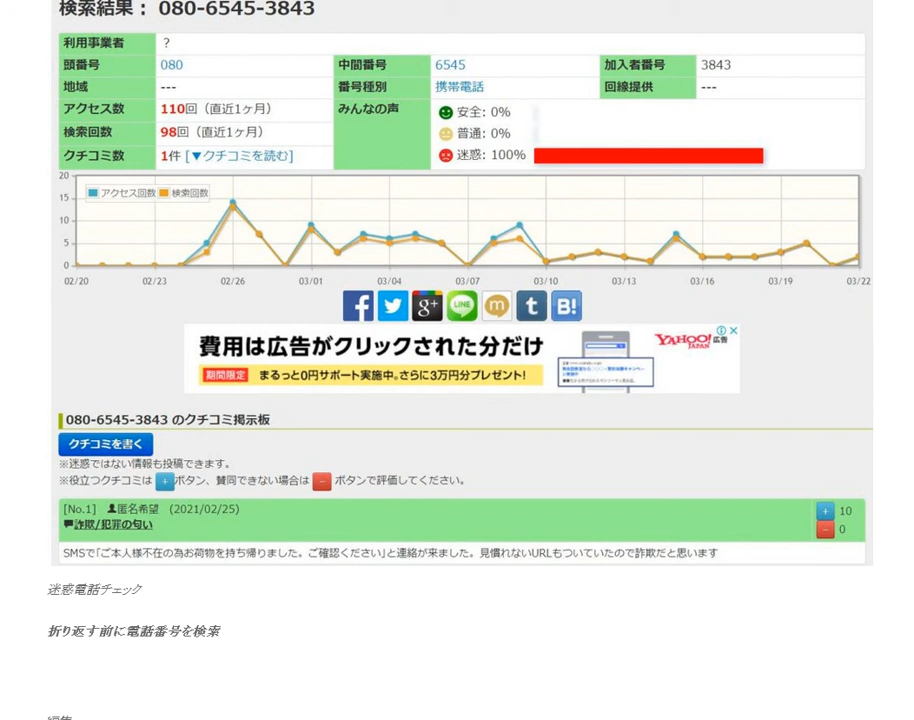 検索結果： 080-6545-3843
利用事業者 ?
頭番号 080 中間番号 6545 加入者番号 3843
地域 --- 番号種別 携帯電話 回線提供 ---
アクセス数 110回（直近1ヶ月） みんなの声 安全: 0%
検索回数 98回（直近1ヶ月） 普通: 0%
クチコミ数 1件 [▼クチコミを読む] 迷惑: 100%
20
15
10
5
0
アクセス回数 検索回数
02/20 02/23 02/26 03/01 03/04 03/07 03/10 03/13 03/16 03/19 03/22
f g+ LINE m t B!
費用は広告がクリックされた分だけ
YAHOO! JAPAN 広告
期間限定 まるっと0円サポート実施中。さらに3万円分プレゼント!
080-6545-3843 のクチコミ掲示板
クチコミを書く
※迷惑ではない情報も投稿できます。
※役立つクチコミは + ボタン、賛同できない場合は − ボタンで評価してください。
[No.1] 匿名希望 (2021/02/25)
詐欺/犯罪の匂い
+ 10
− 0
SMSで｢ご本人様不在の為お荷物を持ち帰りました。ご確認ください｣と連絡が来ました。見慣れないURLもついていたので詐欺だと思います
迷惑電話チェック
折り返す前に電話番号を検索